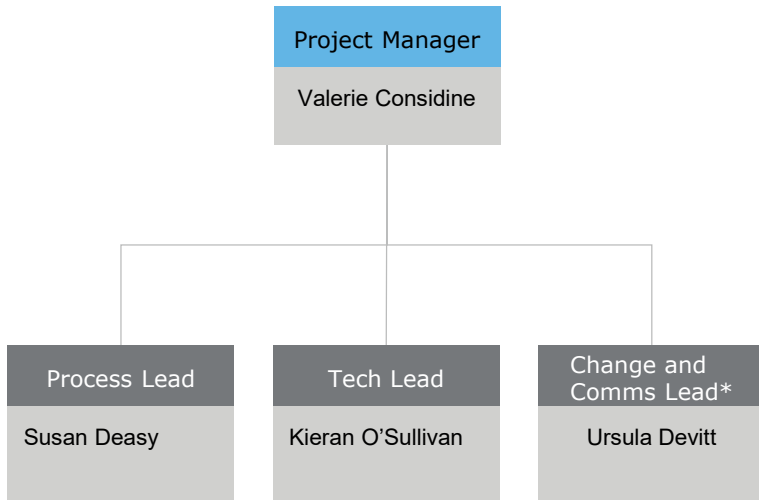 Project Manager
Valerie Considine
Process Lead
Susan Deasy
Tech Lead
Kieran O’Sullivan
Change and
Comms Lead*
Ursula Devitt